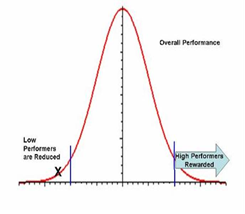 Overall Performance
Low
Performers
are Reduced
X
High Performers
Rewarded